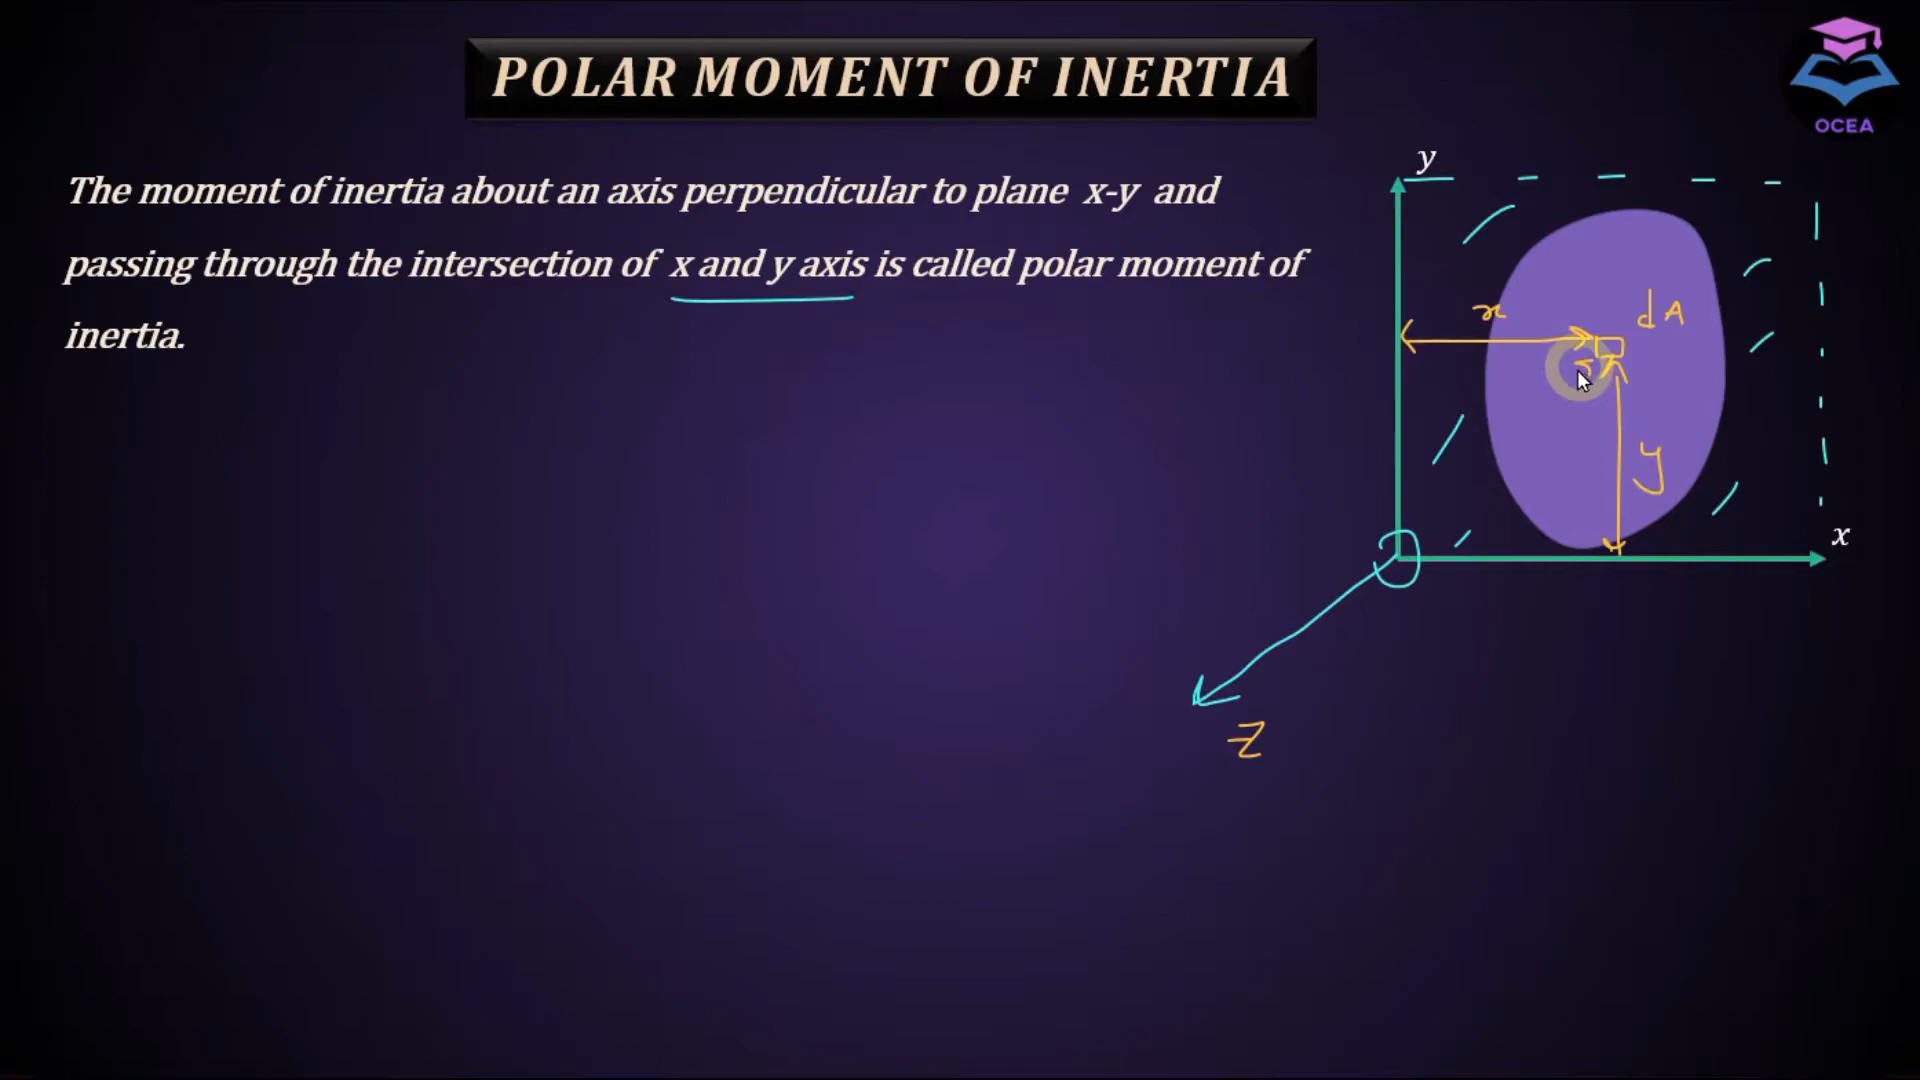 POLAR MOMENT OF INERTIA
OCEA
The moment of inertia about an axis perpendicular to plane x-y and
passing through the intersection of x and y axis is called polar moment of
inertia.
y
x
dA
y
x
Z